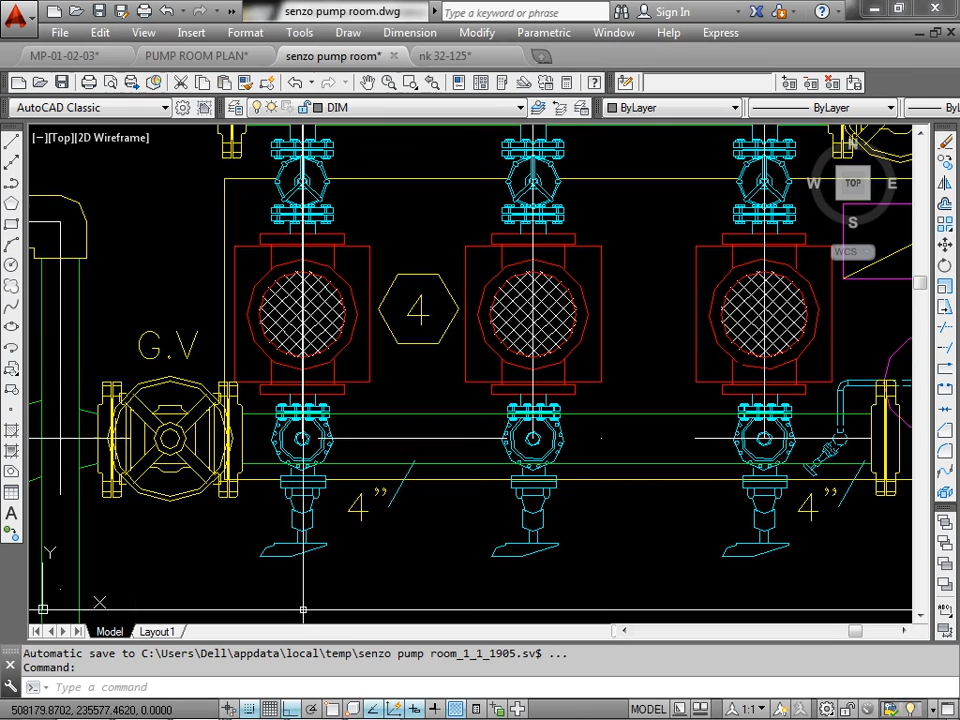 senzo pump room.dwg
Type a keyword or phrase
Sign In
File Edit View Insert Format Tools Draw Dimension Modify Parametric Window Help Express
MP-01-02-03*
PUMP ROOM PLAN*
senzo pump room*
nk 32-125*
AutoCAD Classic
DIM
ByLayer
ByLayer
[−][Top][2D Wireframe]
N
W
TOP
E
S
WCS
4
G.V
4”
4”
Y
X
Model
Layout1
Automatic save to C:\Users\Dell\appdata\local\temp\senzo pump room_1_1_1905.sv$ ...
Command:
Type a command
508179.8702, 235577.4620, 0.0000
MODEL
1:1